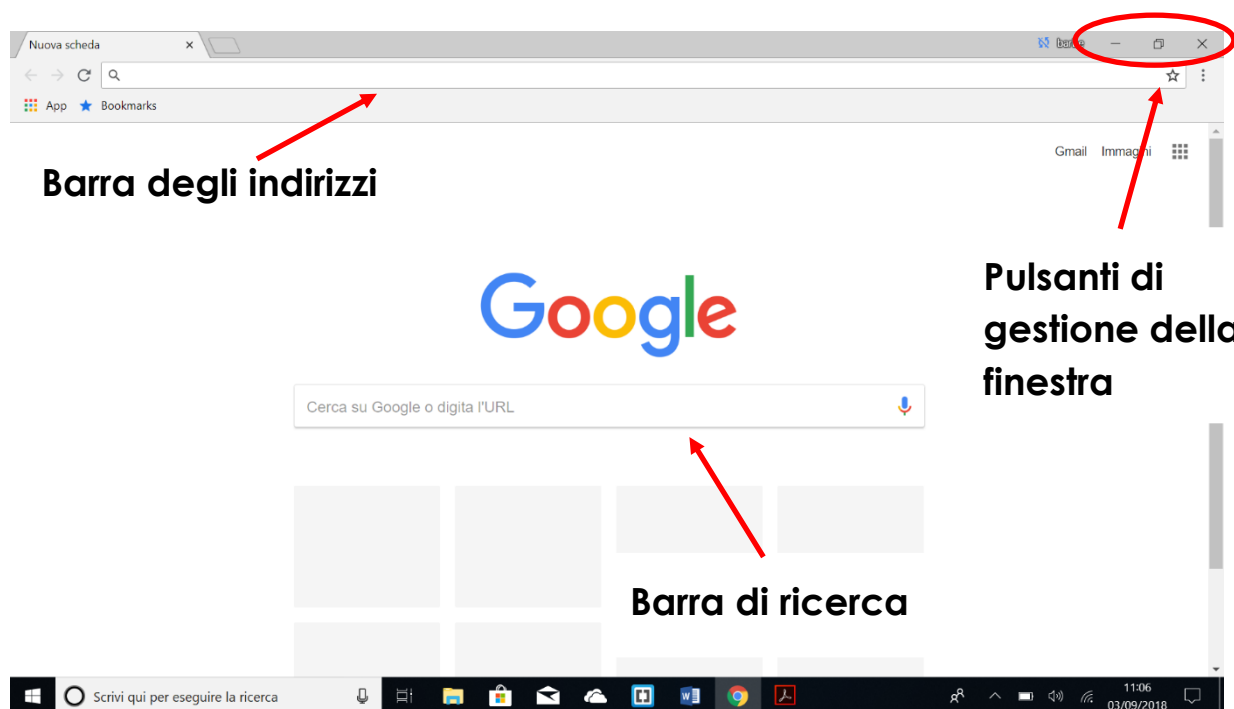 Nuova scheda
App Bookmarks
Gmail Immagini
Barra degli indirizzi
Pulsanti di
gestione della
finestra
Google
Cerca su Google o digita l'URL
Barra di ricerca
Scrivi qui per eseguire la ricerca
11:06
03/09/2018